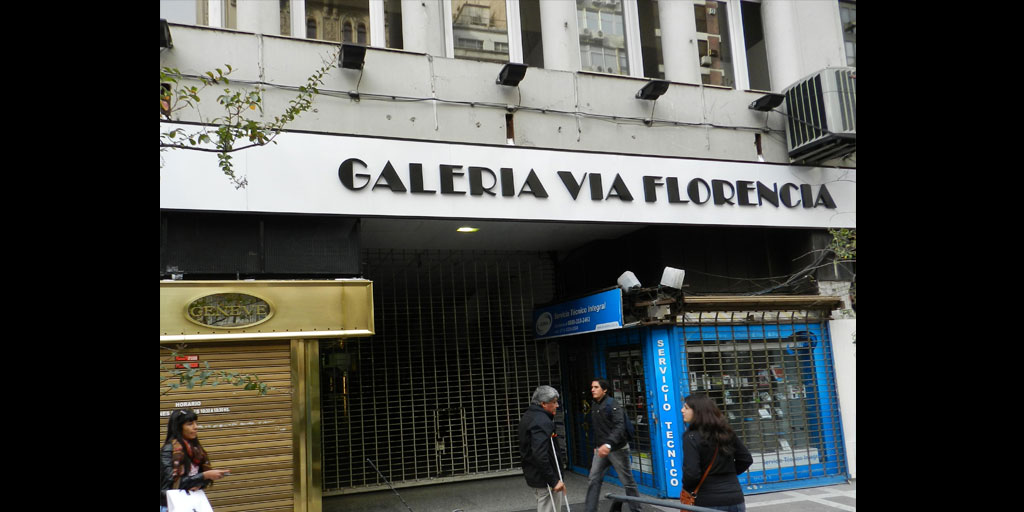 GALERIA VIA FLORENCIA
GENEVE
Servicio Técnico Integral
SERVICIO TECNICO
HORARIO